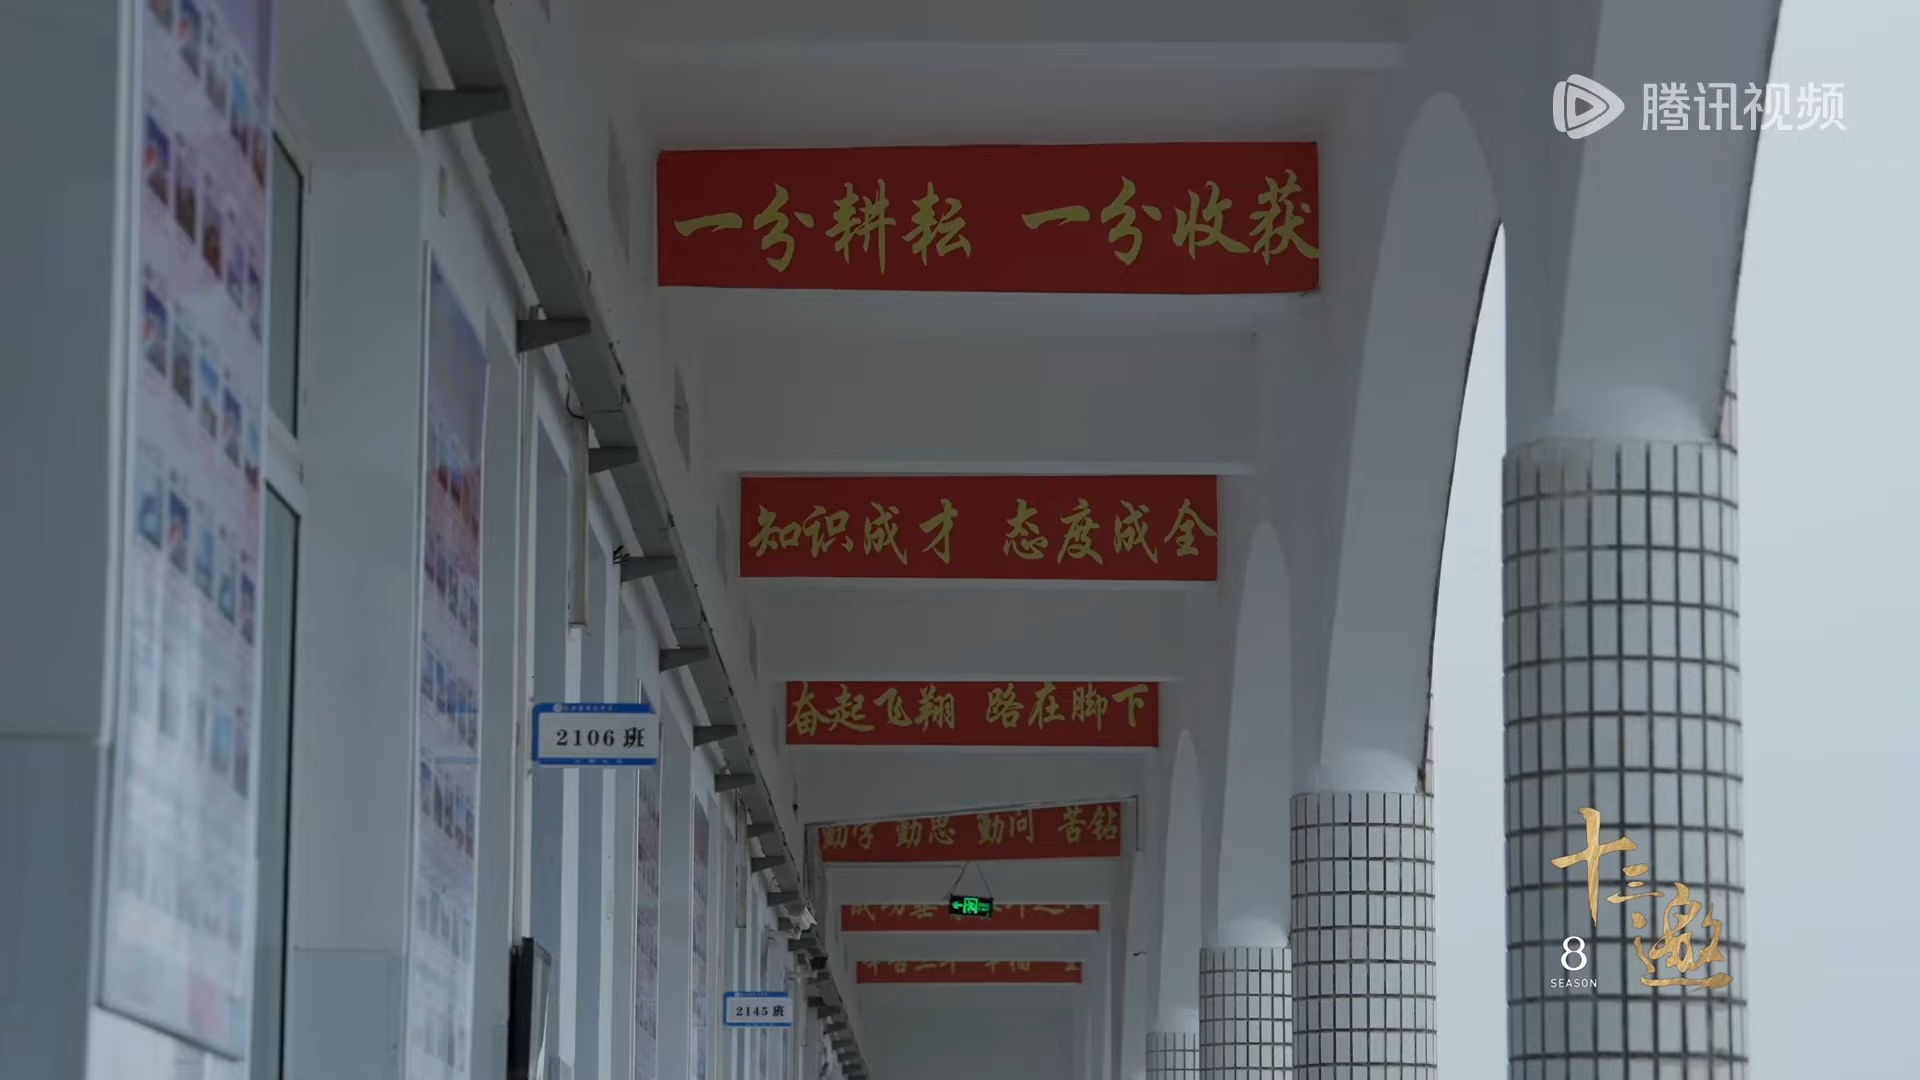 腾讯视频
一分耕耘 一分收获
知识成才 态度成全
奋起飞翔 路在脚下
2106班
勤学 勤思 勤问 苦钻
2145班
十三邀
8
SEASON